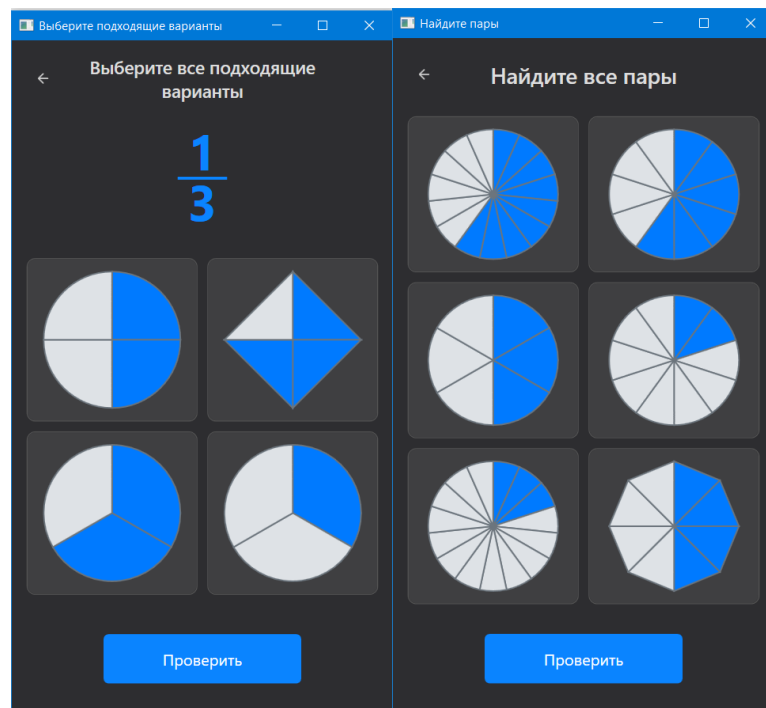 Выберите подходящие варианты
Выберите все подходящие
варианты
1
3
Проверить
Найдите пары
Найдите все пары
Проверить